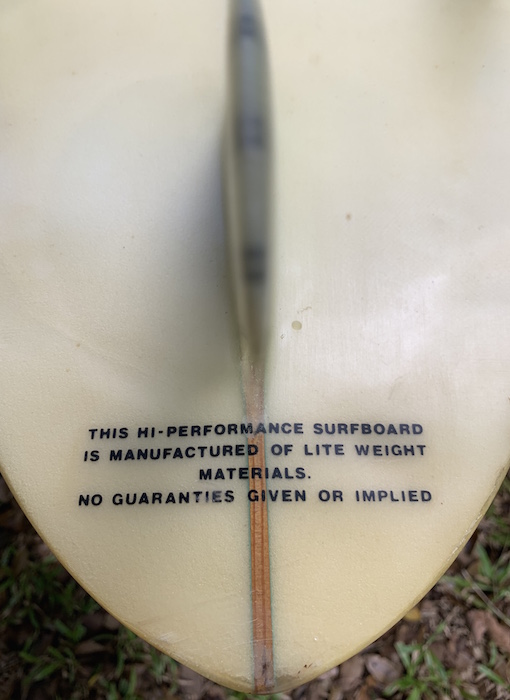 THIS HI-PERFORMANCE SURFBOARD
IS MANUFACTURED OF LITE WEIGHT
MATERIALS.
NO GUARANTIES GIVEN OR IMPLIED